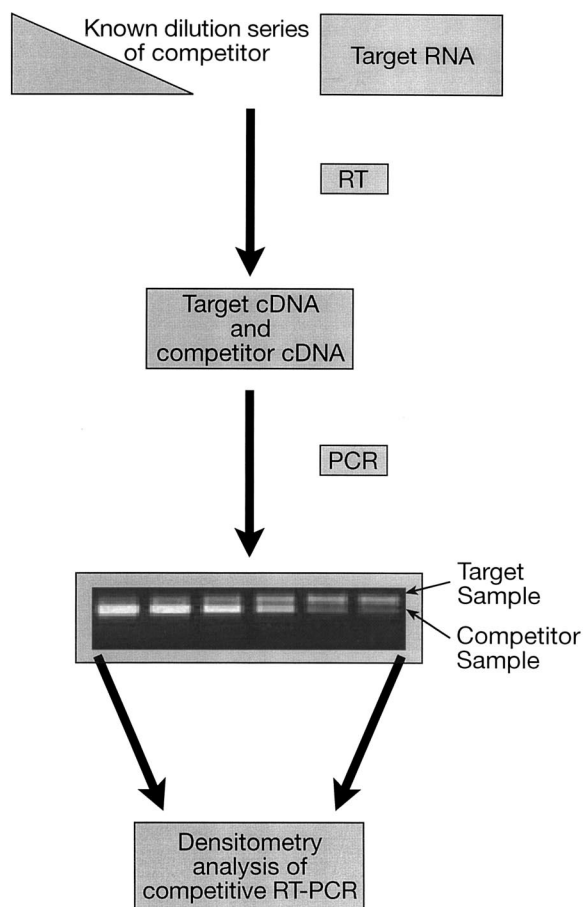 Known dilution series
of competitor
Target RNA
RT
Target cDNA
and
competitor cDNA
PCR
Target
Sample
Competitor
Sample
Densitometry
analysis of
competitive RT-PCR